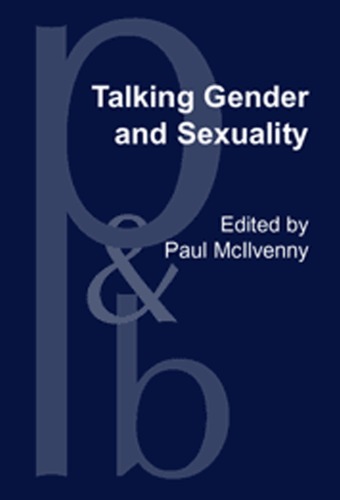 p
Talking Gender
and Sexuality
Edited by
Paul McIlvenny
&
b